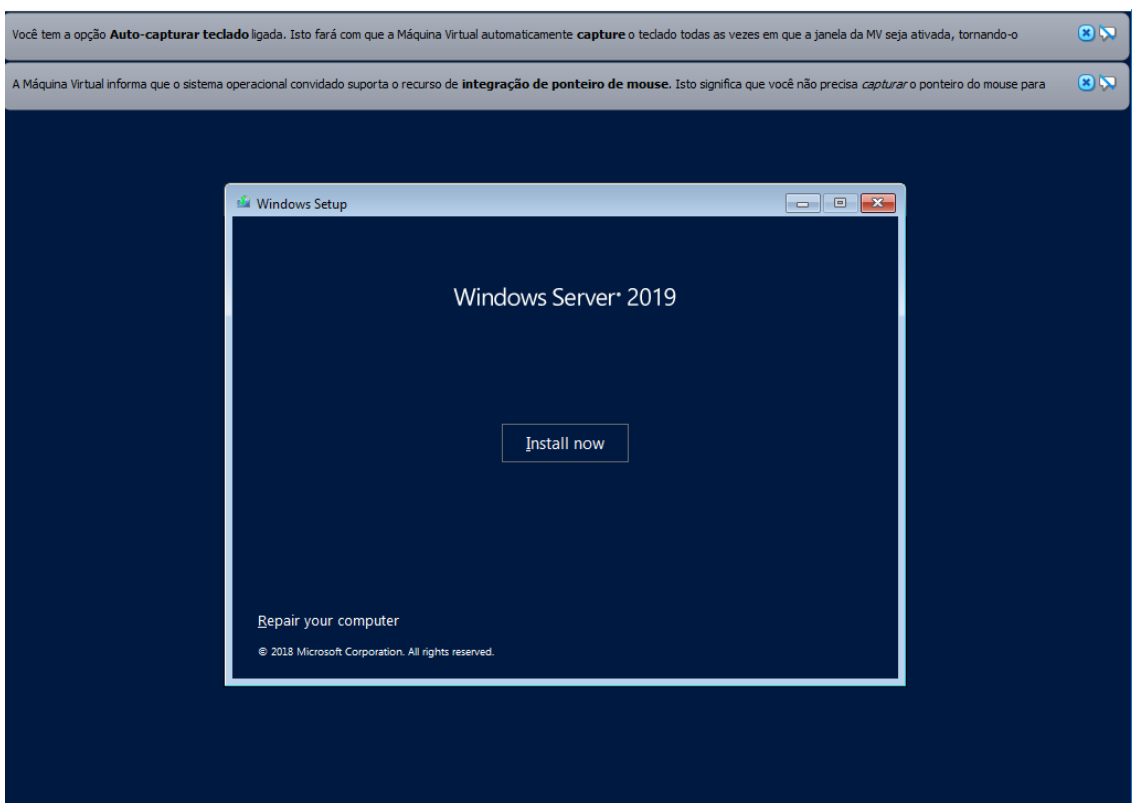 Você tem a opção Auto-capturar teclado ligada. Isto fará com que a Máquina Virtual automaticamente capture o teclado todas as vezes em que a janela da MV seja ativada, tornando-o
A Máquina Virtual informa que o sistema operacional convidado suporta o recurso de integração de ponteiro de mouse. Isto significa que você não precisa capturar o ponteiro do mouse para
Windows Setup
Windows Server® 2019
Install now
Repair your computer
© 2018 Microsoft Corporation. All rights reserved.